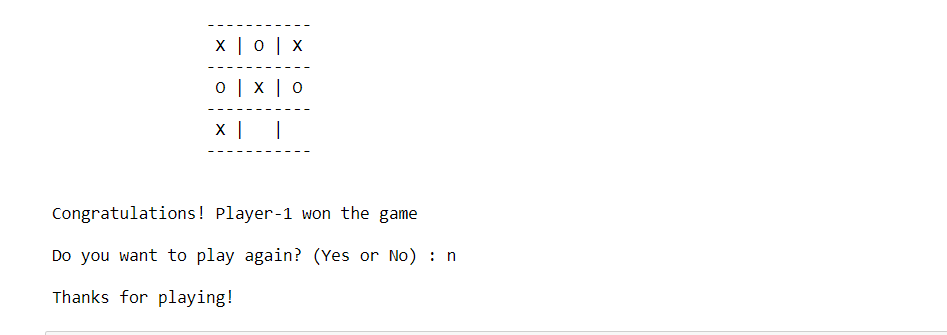 -----------
X | O | X
-----------
O | X | O
-----------
X |   |
-----------
Congratulations! Player-1 won the game
Do you want to play again? (Yes or No) : n
Thanks for playing!